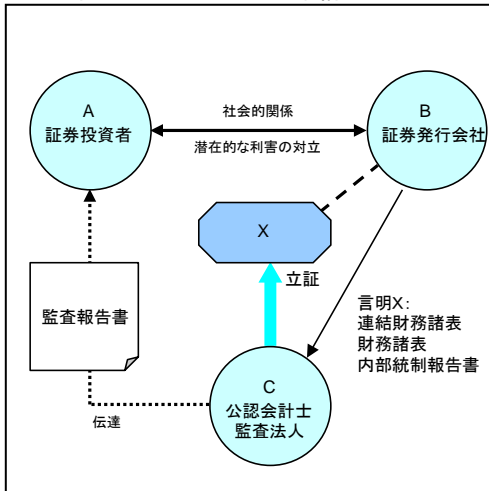 A
証券投資者
社会的関係
潜在的な利害の対立
B
証券発行会社
X
立証
監査報告書
言明X:
連結財務諸表
財務諸表
内部統制報告書
C
公認会計士
監査法人
伝達